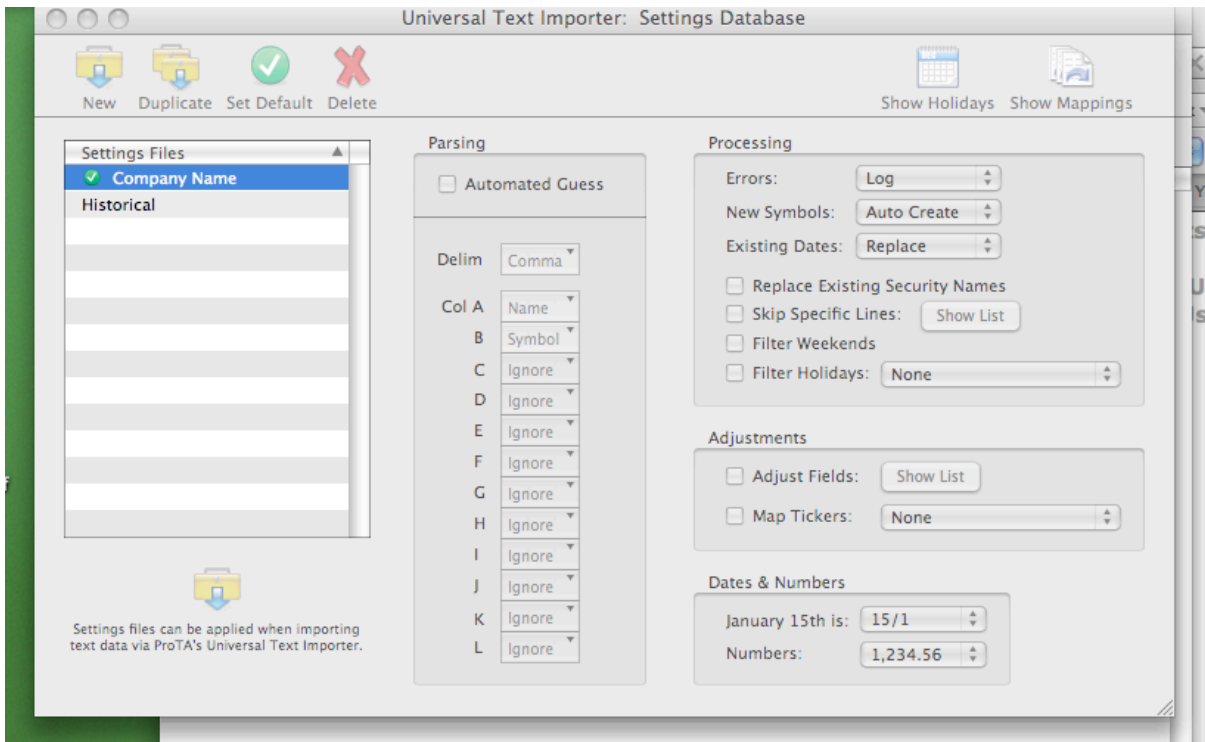 Universal Text Importer: Settings Database
New Duplicate Set Default Delete Show Holidays Show Mappings
Settings Files
Company Name
Historical
Settings files can be applied when importing
text data via ProTA's Universal Text Importer.
Parsing
Automated Guess
Delim Comma
Col A Name
B Symbol
C Ignore
D Ignore
E Ignore
F Ignore
G Ignore
H Ignore
I Ignore
J Ignore
K Ignore
L Ignore
Processing
Errors: Log
New Symbols: Auto Create
Existing Dates: Replace
Replace Existing Security Names
Skip Specific Lines: Show List
Filter Weekends
Filter Holidays: None
Adjustments
Adjust Fields: Show List
Map Tickers: None
Dates & Numbers
January 15th is: 15/1
Numbers: 1,234.56